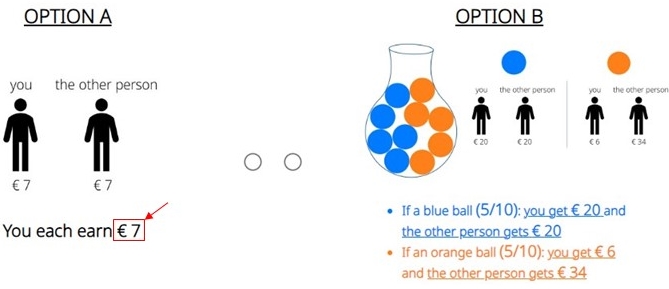 OPTION A
you the other person
€ 7 € 7
You each earn € 7
OPTION B
you the other person you the other person
€ 20 € 20 € 6 € 34
• If a blue ball (5/10): you get € 20 and
the other person gets € 20
• If an orange ball (5/10): you get € 6
and the other person gets € 34